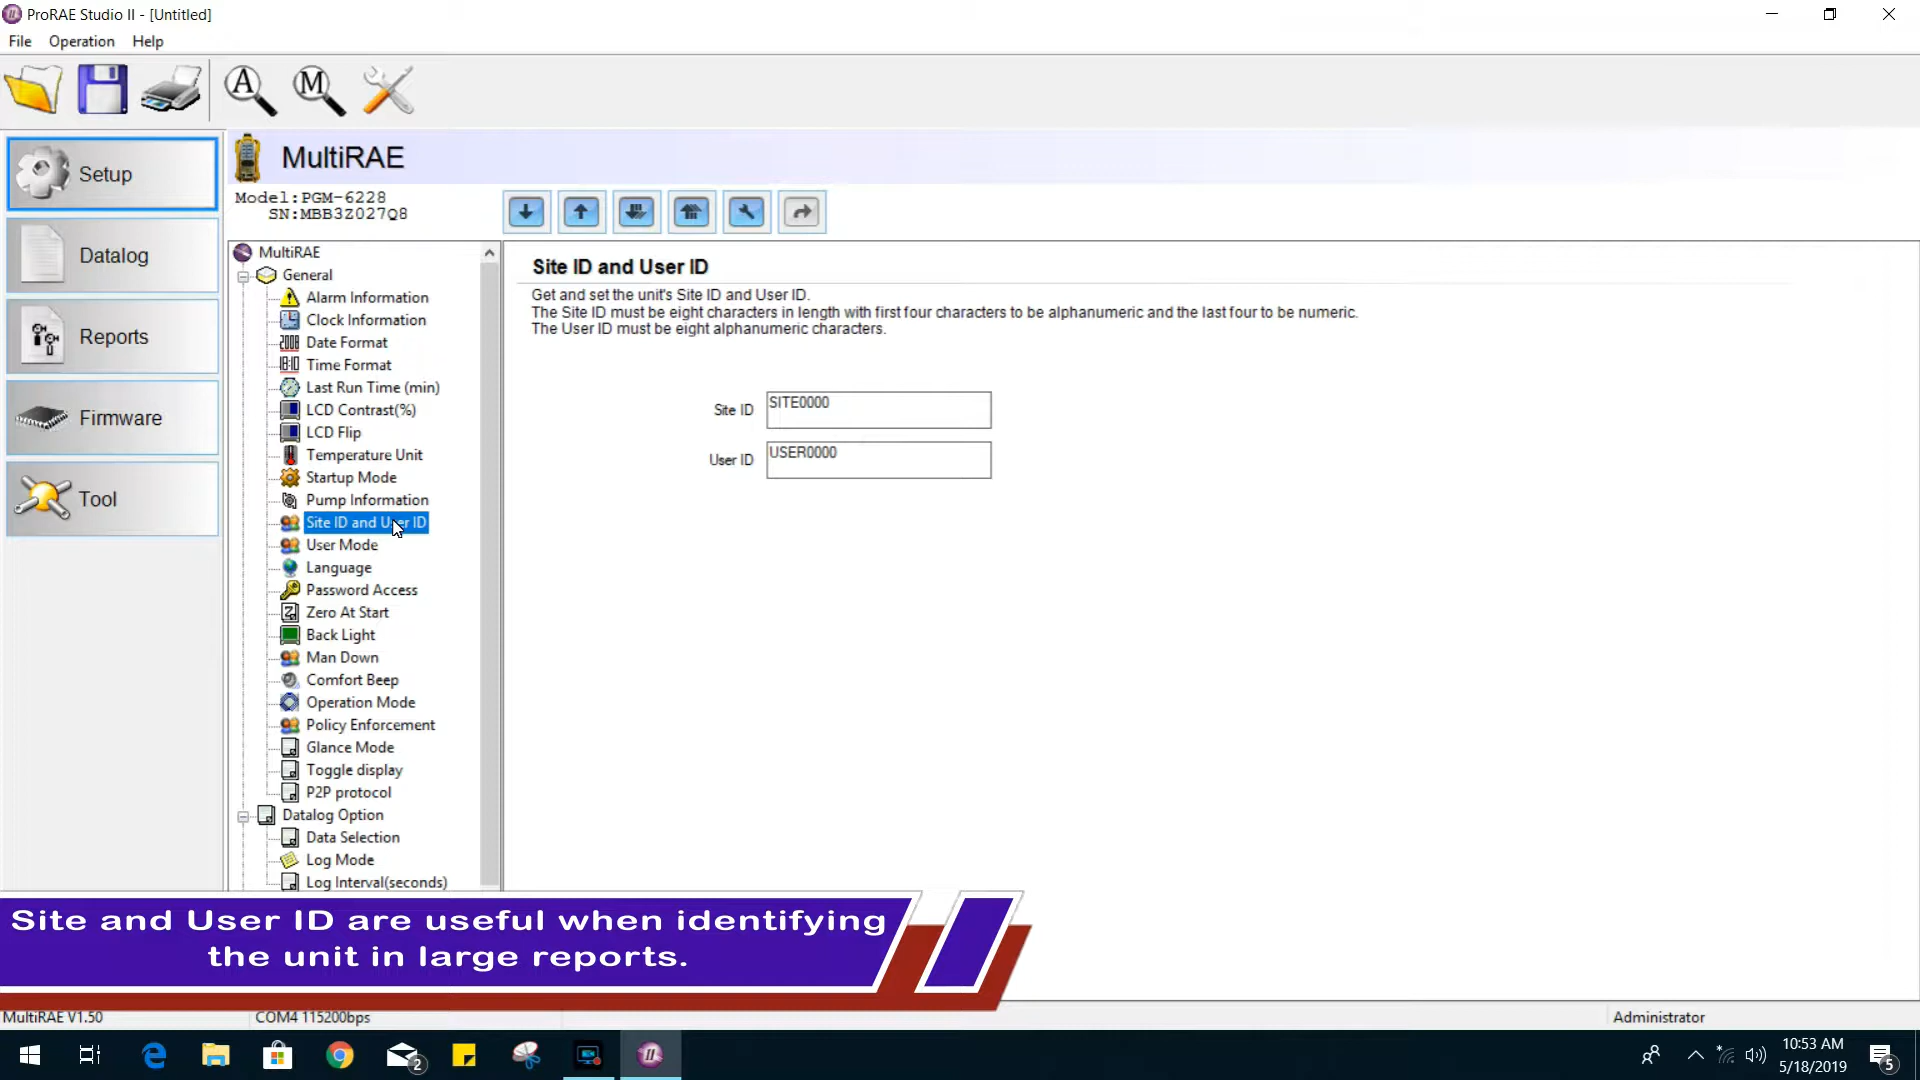 ProRAE Studio II - [Untitled]
File Operation Help
A M
Setup
Datalog
Reports
Firmware
Tool
MultiRAE
Model:PGM-6228
SN:MBB3Z027Q8
MultiRAE
General
Alarm Information
Clock Information
Date Format
Time Format
Last Run Time (min)
LCD Contrast(%)
LCD Flip
Temperature Unit
Startup Mode
Pump Information
Site ID and User ID
User Mode
Language
Password Access
Zero At Start
Back Light
Man Down
Comfort Beep
Operation Mode
Policy Enforcement
Glance Mode
Toggle display
P2P protocol
Datalog Option
Data Selection
Log Mode
Log Interval(seconds)
Site ID and User ID
Get and set the unit's Site ID and User ID.
The Site ID must be eight characters in length with first four characters to be alphanumeric and the last four to be numeric.
The User ID must be eight alphanumeric characters.
Site ID SITE0000
User ID USER0000
Site and User ID are useful when identifying
the unit in large reports.
MultiRAE V1.50 COM4 115200bps Administrator
2
10:53 AM
5/18/2019
5